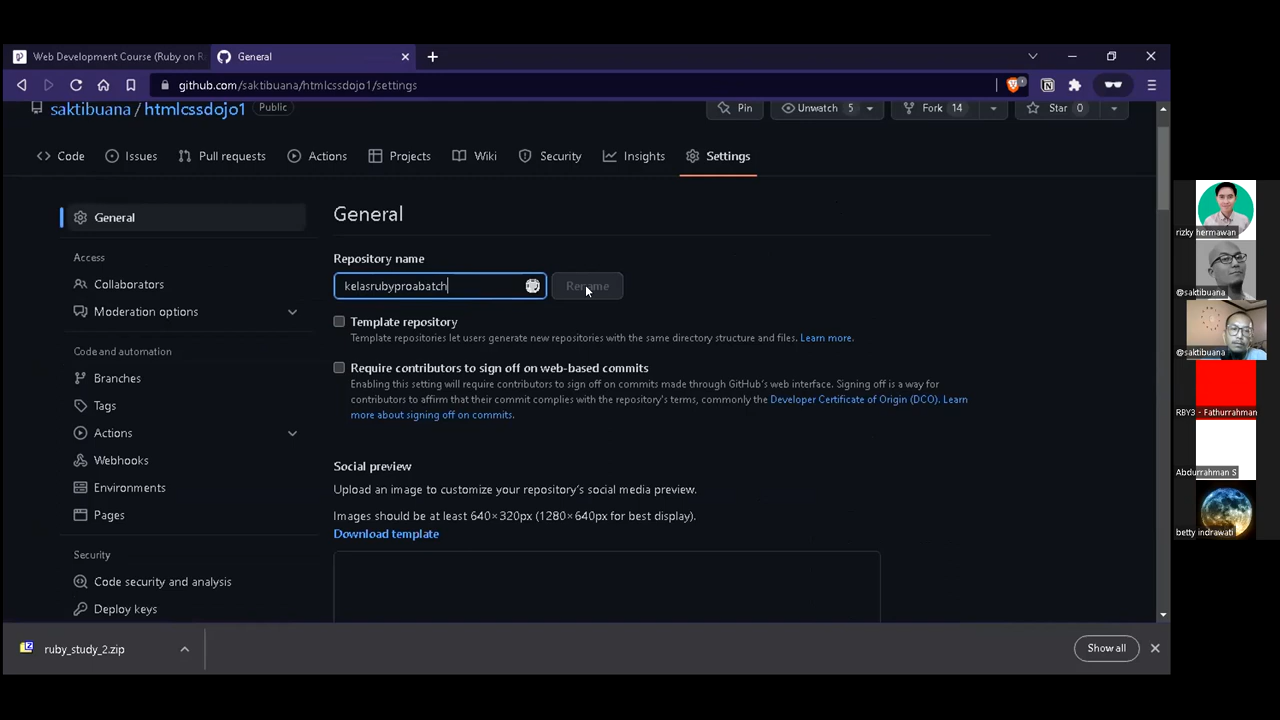 Web Development Course (Ruby on R
General
github.com/saktibuana/htmlcssdojo1/settings
saktibuana / htmlcssdojo1 Public
Pin
Unwatch 5
Fork 14
Star 0
Code
Issues
Pull requests
Actions
Projects
Wiki
Security
Insights
Settings
General
Access
Collaborators
Moderation options
Code and automation
Branches
Tags
Actions
Webhooks
Environments
Pages
Security
Code security and analysis
Deploy keys
General
Repository name
kelasrubyproabatch
Rename
Template repository
Template repositories let users generate new repositories with the same directory structure and files. Learn more.
Require contributors to sign off on web-based commits
Enabling this setting will require contributors to sign off on commits made through GitHub's web interface. Signing off is a way for
contributors to affirm that their commit complies with the repository's terms, commonly the Developer Certificate of Origin (DCO). Learn
more about signing off on commits.
Social preview
Upload an image to customize your repository's social media preview.
Images should be at least 640×320px (1280×640px for best display).
Download template
ruby_study_2.zip
Show all
rizky hermawan
@saktibuana
@saktibuana
RBY3 - Fathurrahman
Abdurrahman S
betty indrawati